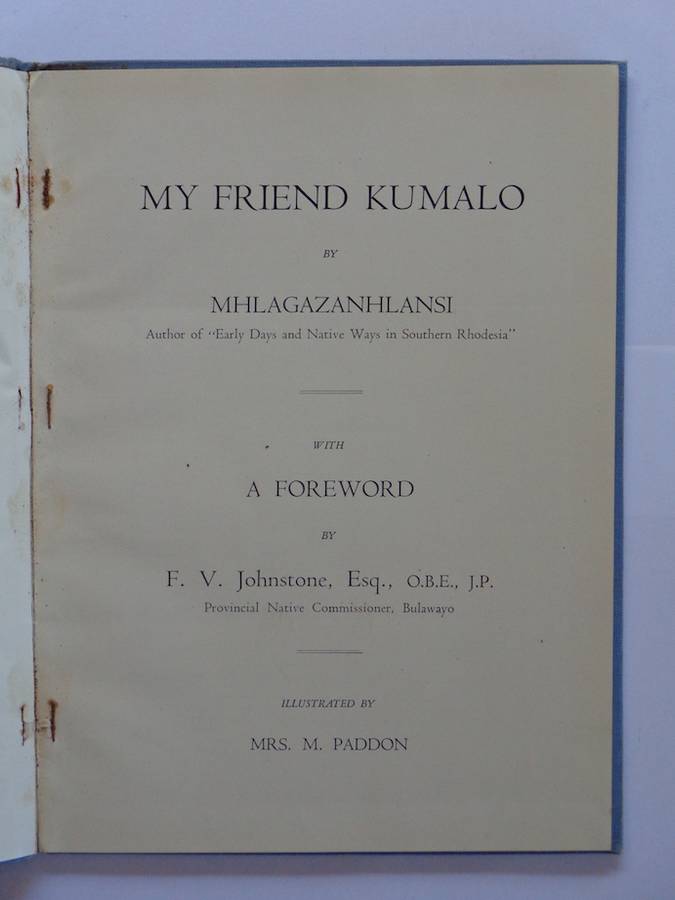 MY FRIEND KUMALO
BY
MHLAGAZANHLANSI
Author of "Early Days and Native Ways in Southern Rhodesia"
WITH
A FOREWORD
BY
F. V. Johnstone, Esq., O.B.E., J.P.
Provincial Native Commissioner, Bulawayo
ILLUSTRATED BY
MRS. M. PADDON